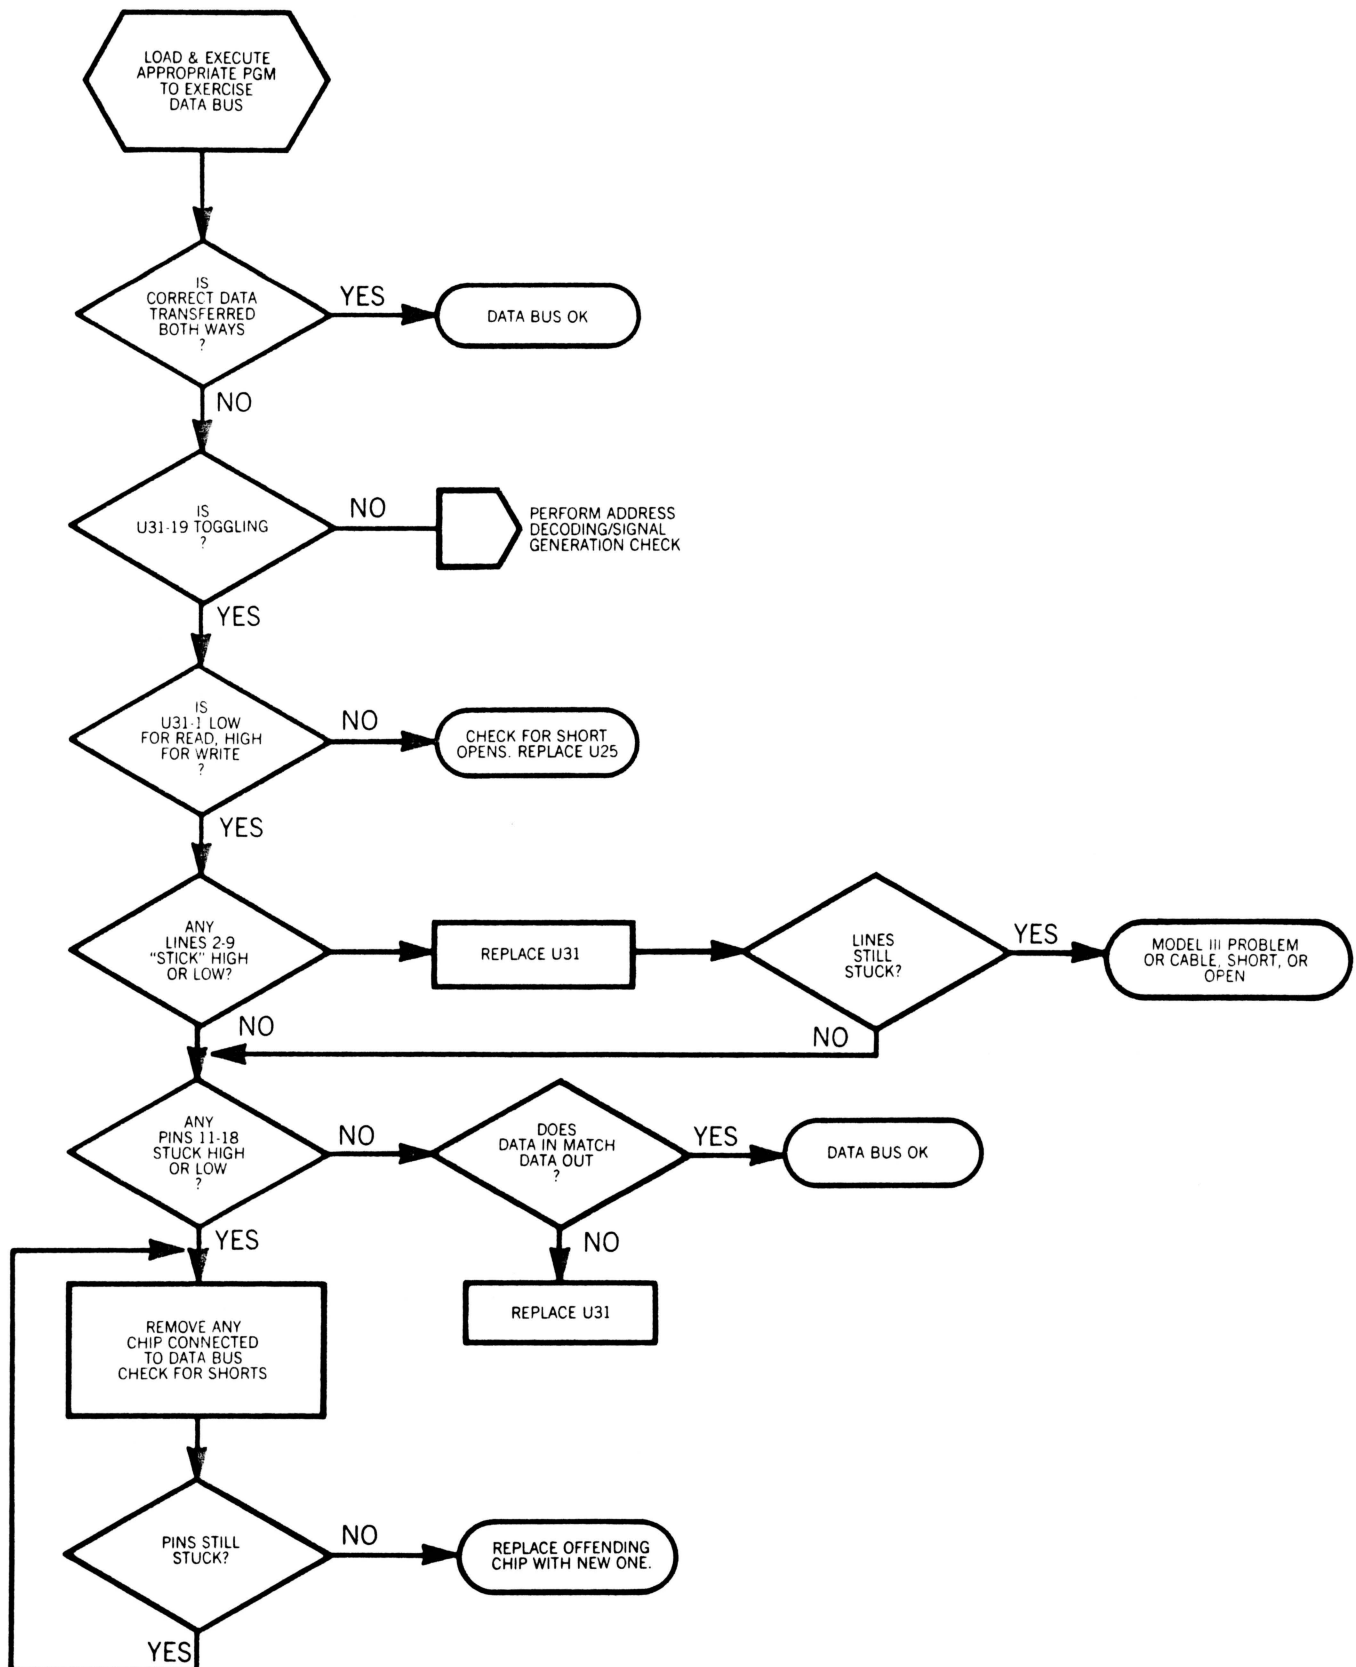 LOAD & EXECUTE
APPROPRIATE PGM
TO EXERCISE
DATA BUS
IS
CORRECT DATA
TRANSFERRED
BOTH WAYS
?
YES
DATA BUS OK
NO
IS
U31-19 TOGGLING
?
NO
PERFORM ADDRESS
DECODING/SIGNAL
GENERATION CHECK
YES
IS
U31-1 LOW
FOR READ, HIGH
FOR WRITE
?
NO
CHECK FOR SHORT
OPENS. REPLACE U25
YES
ANY
LINES 2-9
"STICK" HIGH
OR LOW?
REPLACE U31
LINES
STILL
STUCK?
YES
MODEL III PROBLEM
OR CABLE, SHORT, OR
OPEN
NO
NO
ANY
PINS 11-18
STUCK HIGH
OR LOW
?
NO
DOES
DATA IN MATCH
DATA OUT
?
YES
DATA BUS OK
YES
NO
REPLACE U31
REMOVE ANY
CHIP CONNECTED
TO DATA BUS
CHECK FOR SHORTS
PINS STILL
STUCK?
NO
REPLACE OFFENDING
CHIP WITH NEW ONE.
YES